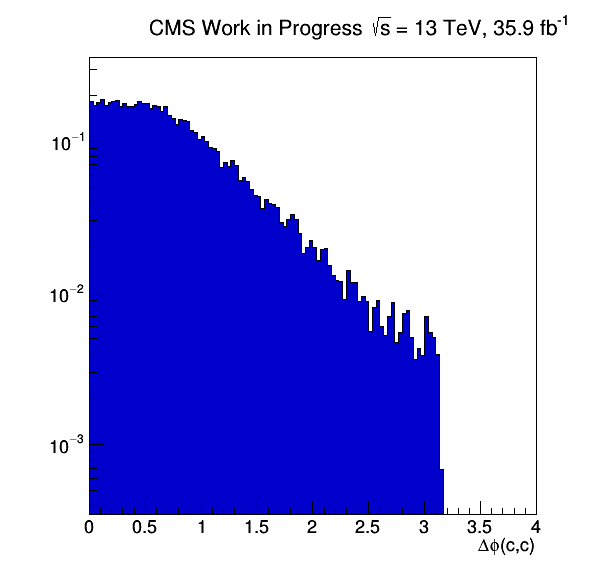 CMS Work in Progress √s = 13 TeV, 35.9 fb⁻¹
10⁻¹
10⁻²
10⁻³
0 0.5 1 1.5 2 2.5 3 3.5 4
Δϕ(c,c)